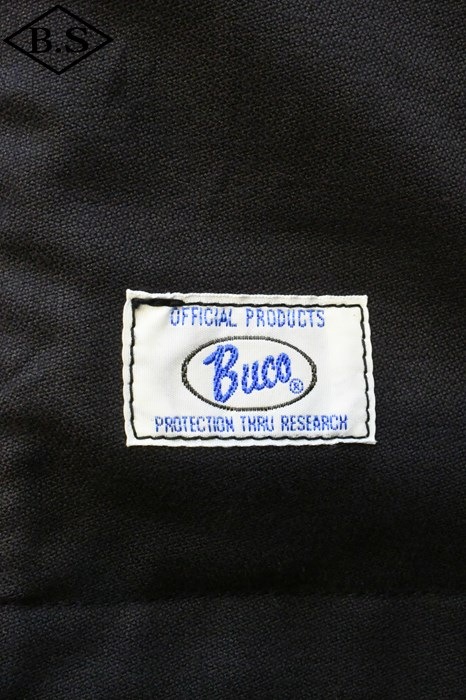 B.S
OFFICIAL PRODUCTS
Buco®
PROTECTION THRU RESEARCH